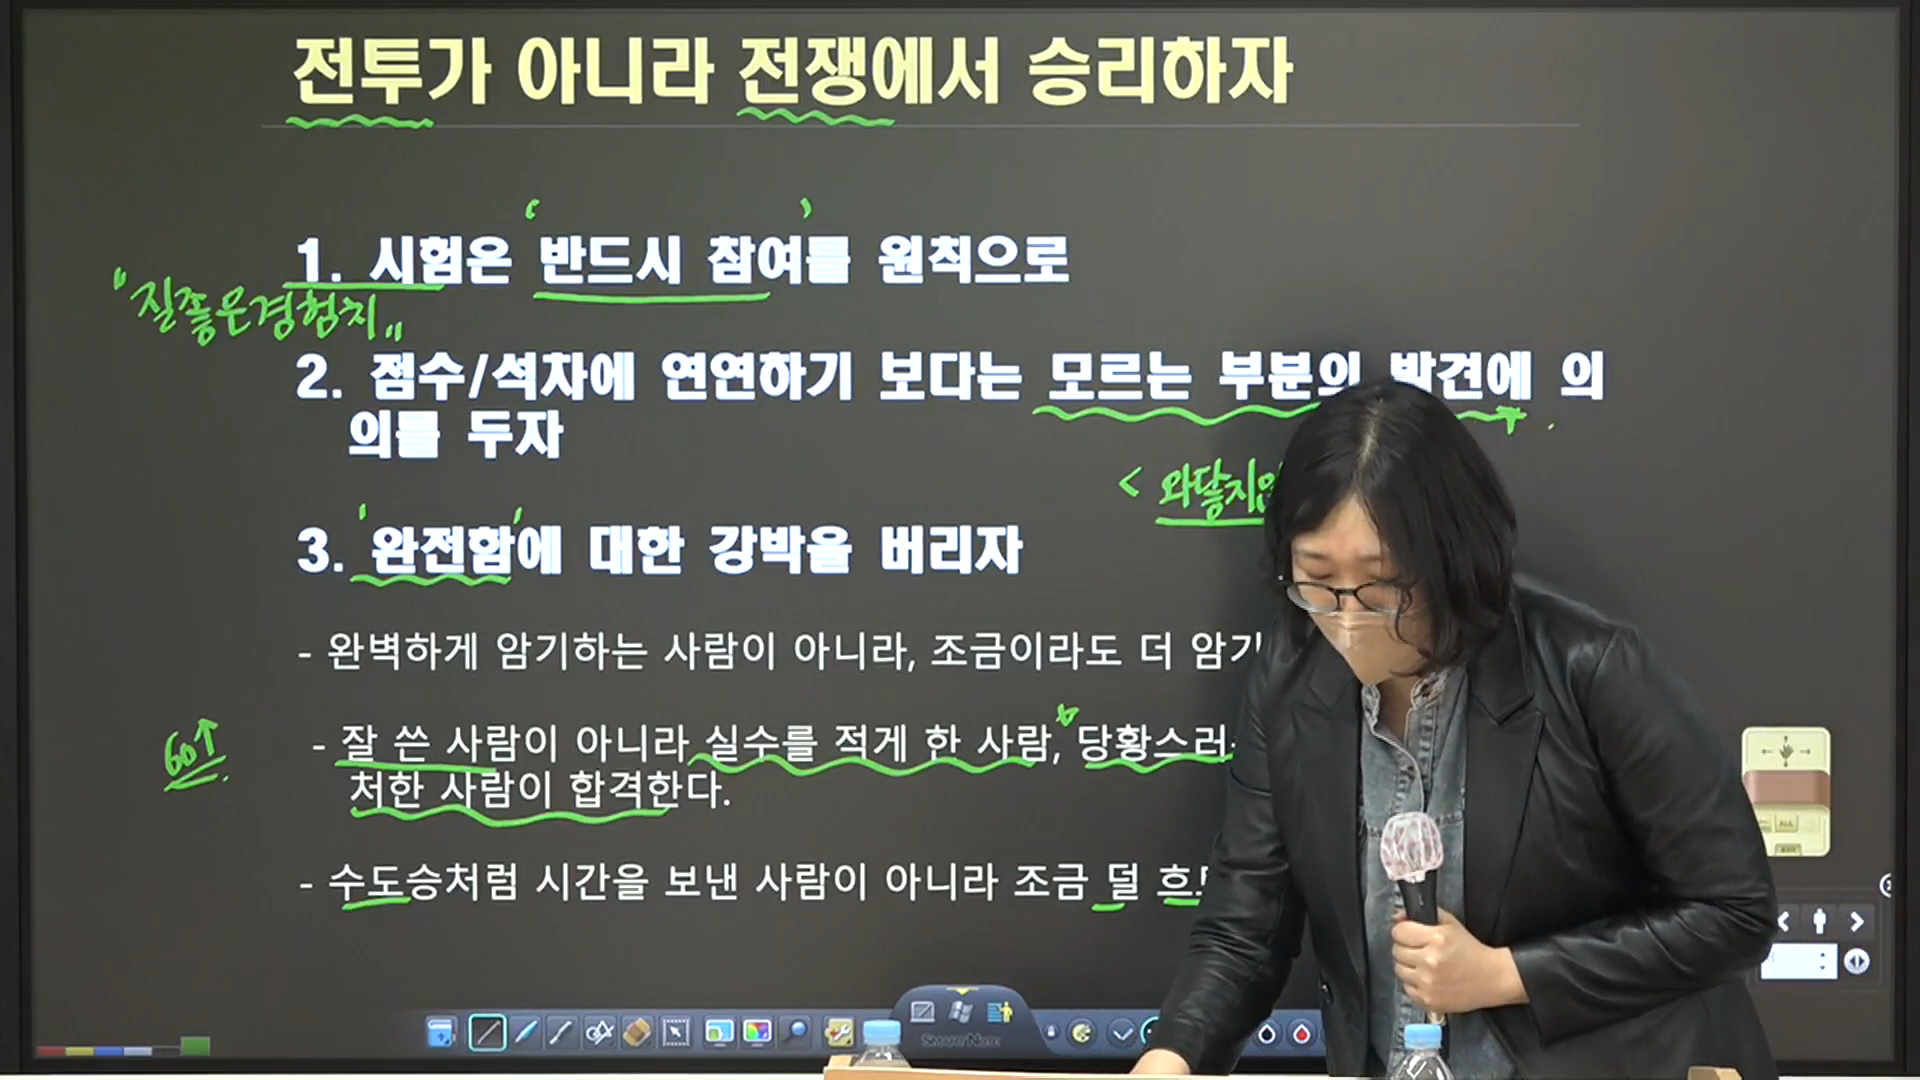 전투가 아니라 전쟁에서 승리하자
1. 시험은 반드시 참여를 원칙으로
"질좋은경험치"
2. 점수/석차에 연연하기 보다는 모르는 부분의 발견에 의
의를 두자
< 와닿지
3. '완전함'에 대한 강박을 버리자
- 완벽하게 암기하는 사람이 아니라, 조금이라도 더 암기
60↑
- 잘 쓴 사람이 아니라 실수를 적게 한 사람, 당황스러
처한 사람이 합격한다.
- 수도승처럼 시간을 보낸 사람이 아니라 조금 덜
ALL